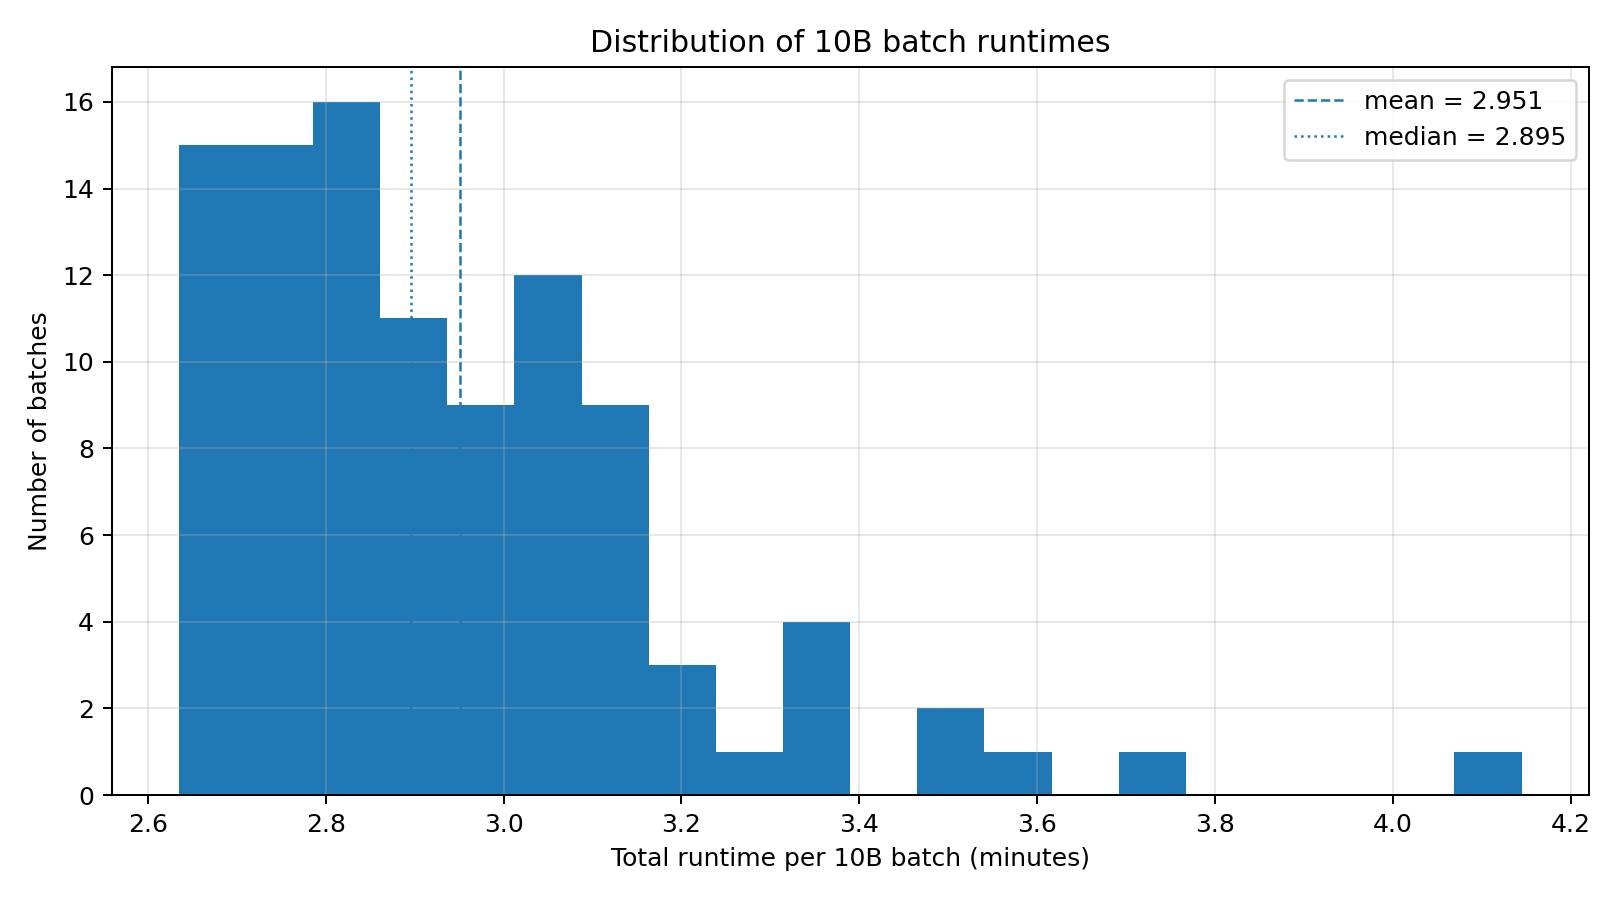 Distribution of 10B batch runtimes
mean = 2.951
median = 2.895
Number of batches
16
14
12
10
8
6
4
2
0
2.6 2.8 3.0 3.2 3.4 3.6 3.8 4.0 4.2
Total runtime per 10B batch (minutes)